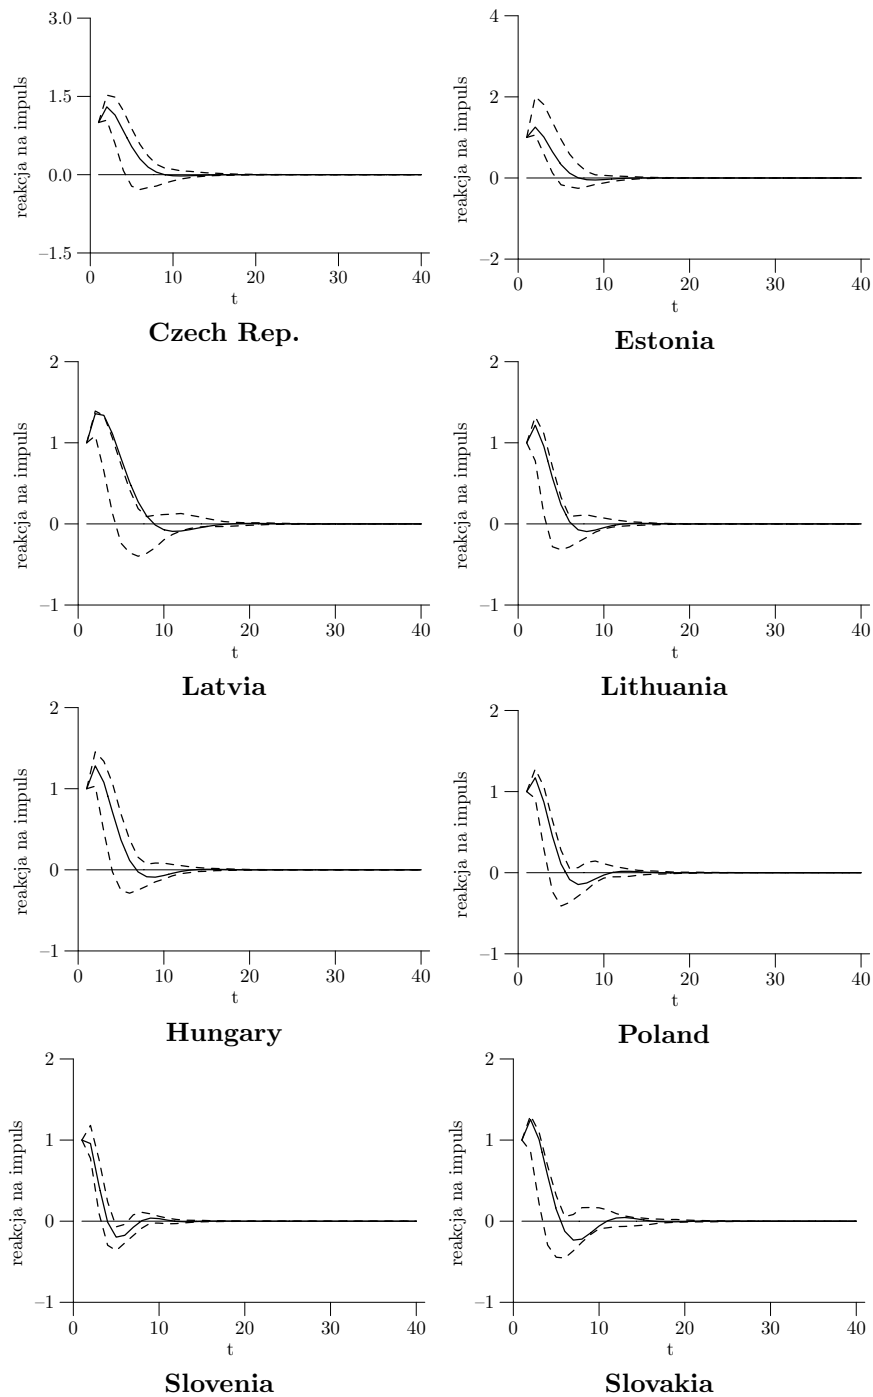 3.0
1.5
0.0
−1.5
reakcja na impuls
0 10 20 30 40
t
Czech Rep.
4
2
0
−2
reakcja na impuls
0 10 20 30 40
t
Estonia
2
1
0
−1
reakcja na impuls
0 10 20 30 40
t
Latvia
2
1
0
−1
reakcja na impuls
0 10 20 30 40
t
Lithuania
2
1
0
−1
reakcja na impuls
0 10 20 30 40
t
Hungary
2
1
0
−1
reakcja na impuls
0 10 20 30 40
t
Poland
2
1
0
−1
reakcja na impuls
0 10 20 30 40
t
Slovenia
2
1
0
−1
reakcja na impuls
0 10 20 30 40
t
Slovakia